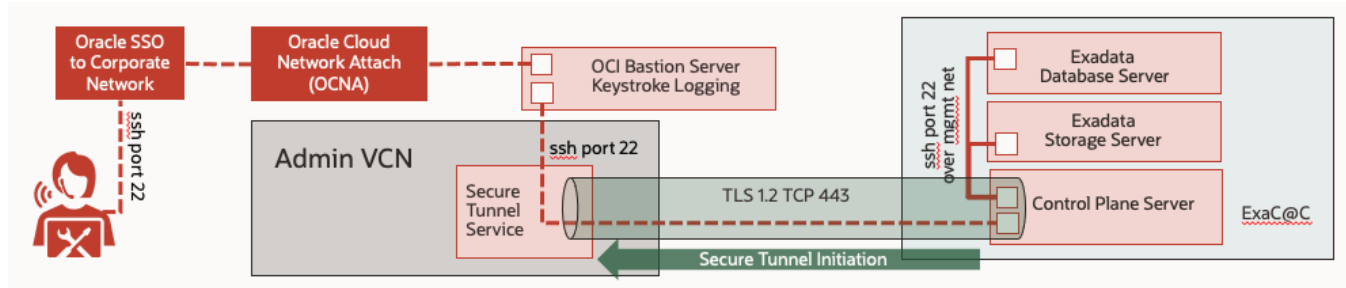 Oracle SSO
to Corporate
Network
Oracle Cloud
Network Attach
(OCNA)
OCI Bastion Server
Keystroke Logging
Exadata
Database Server
Exadata
Storage Server
Control Plane Server
ExaC@C
ssh port 22
over mgmt net
ssh port 22
Admin VCN
ssh port 22
Secure
Tunnel
Service
TLS 1.2 TCP 443
Secure Tunnel Initiation